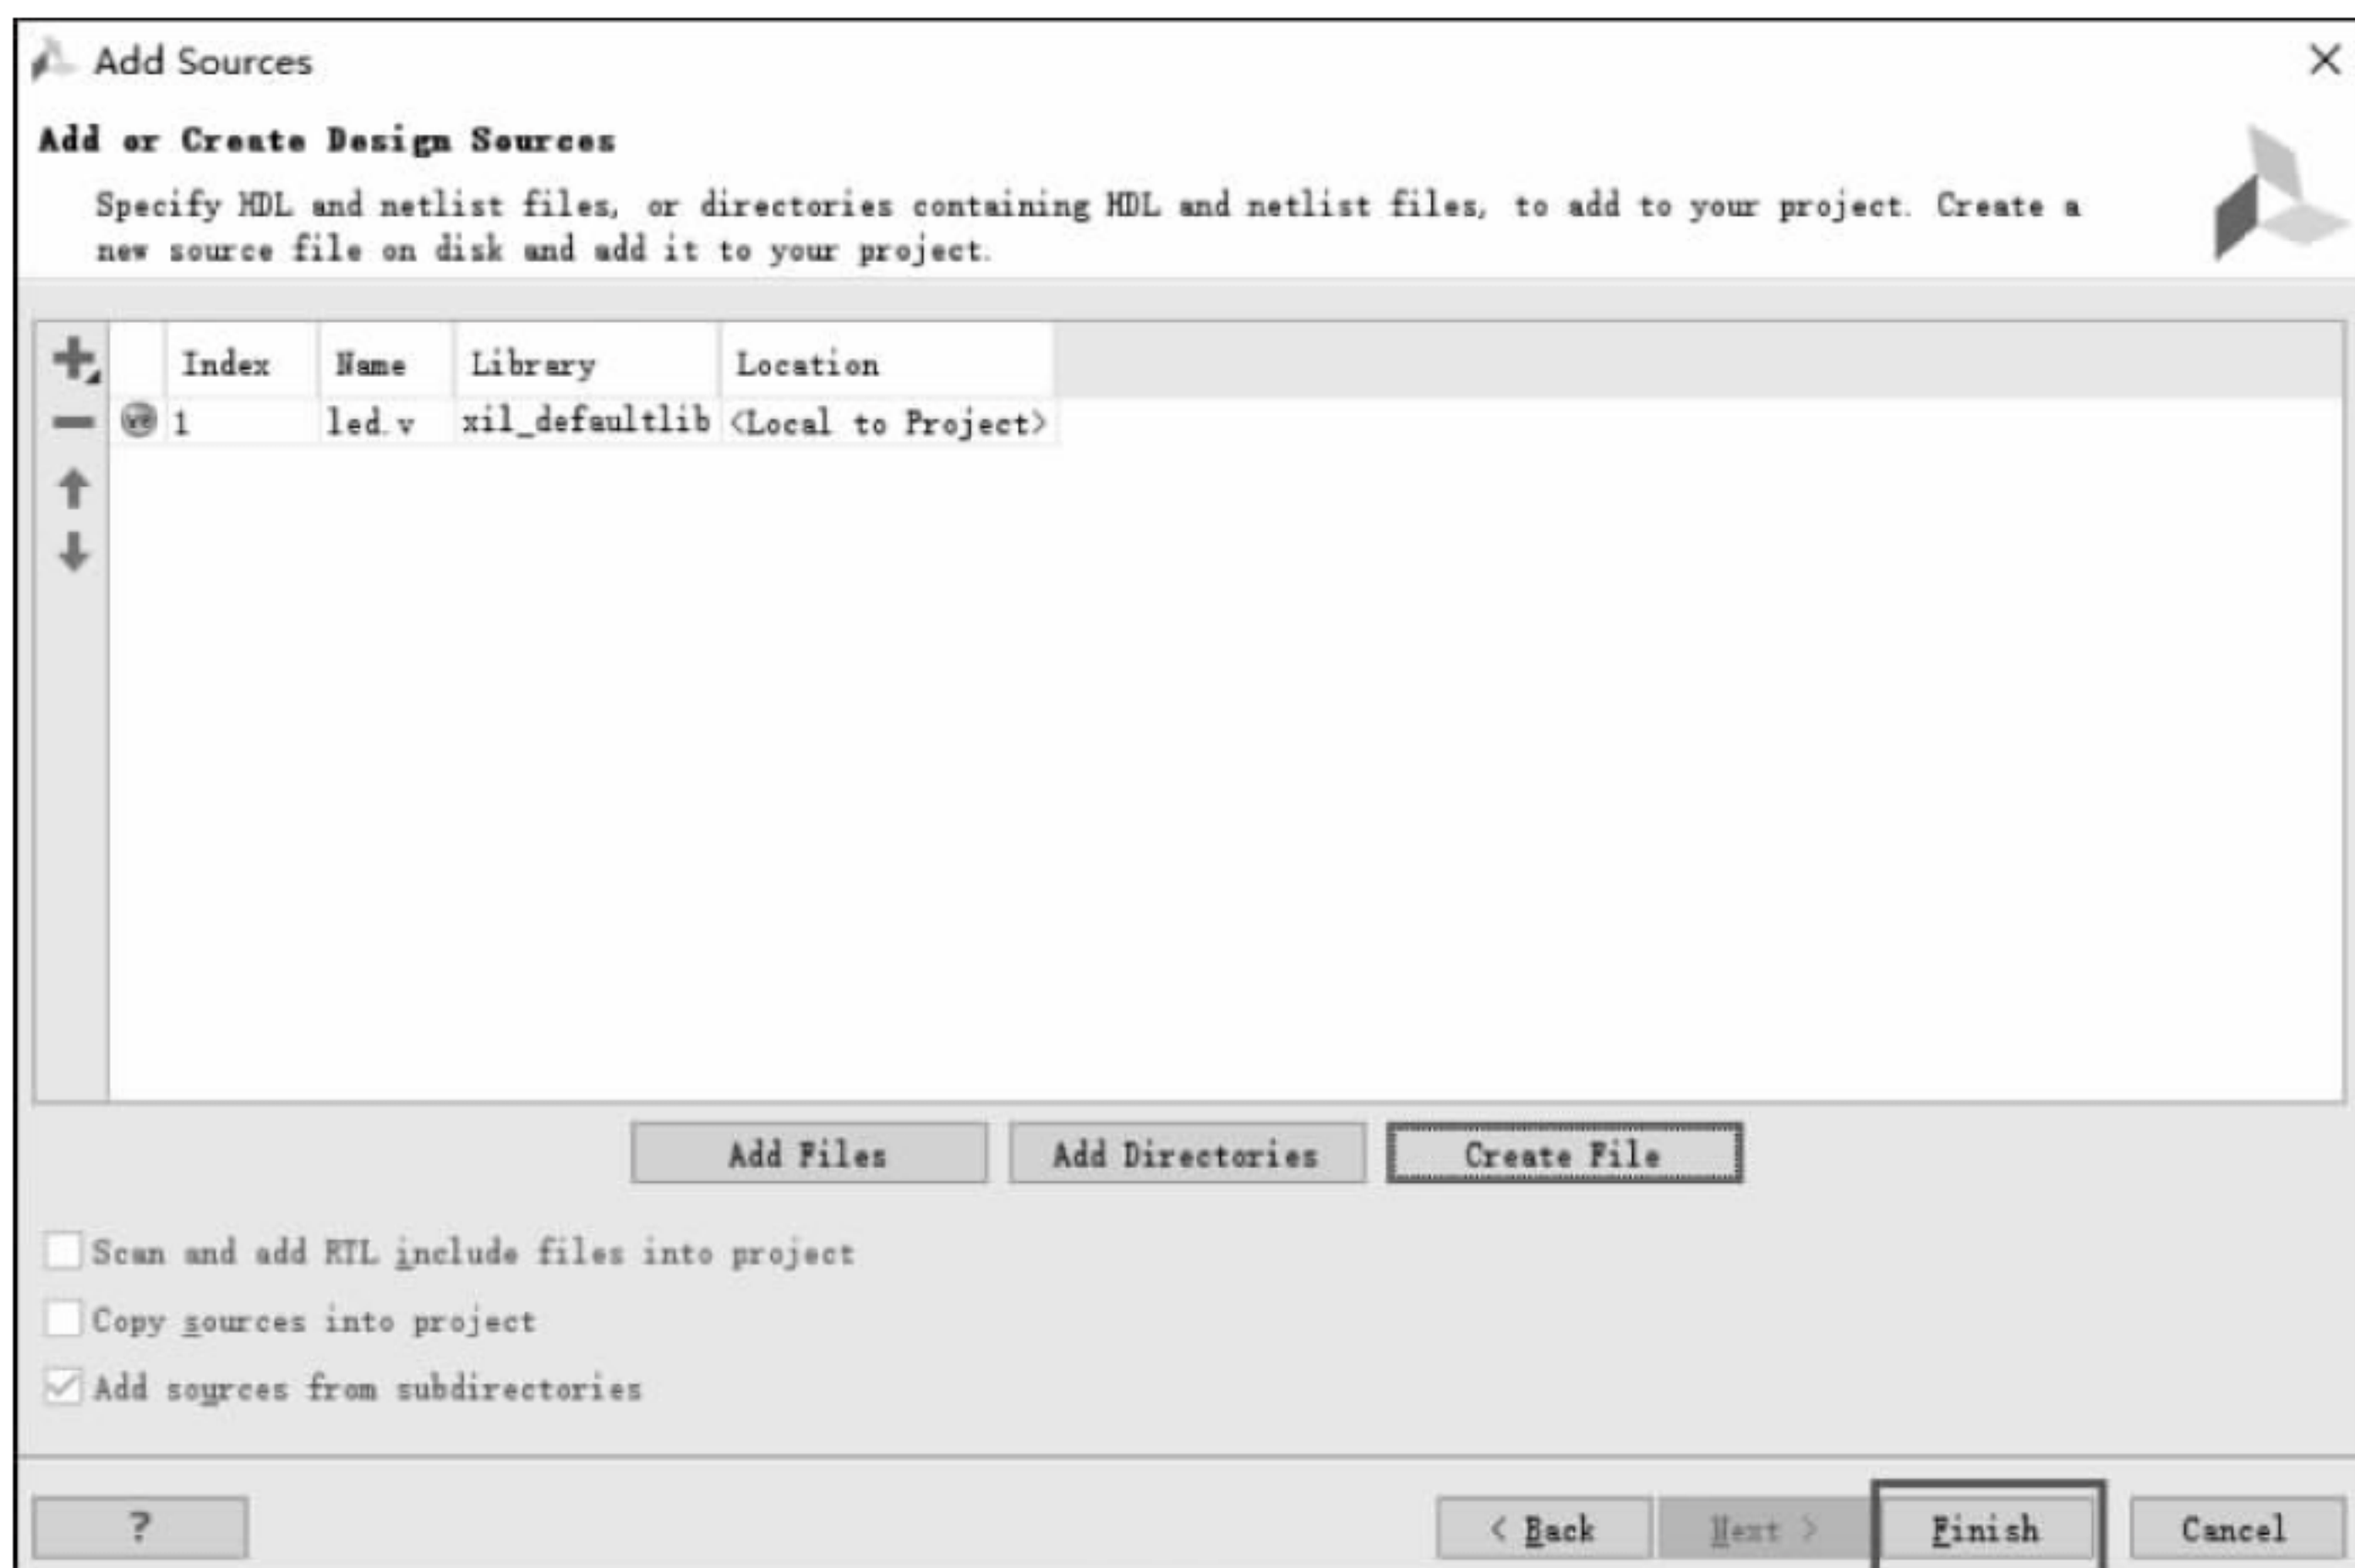 Add Sources
Add or Create Design Sources
Specify HDL and netlist files, or directories containing HDL and netlist files, to add to your project. Create a
new source file on disk and add it to your project.
Index Name Library Location
1 led.v xil_defaultlib <Local to Project>
Add Files Add Directories Create File
Scan and add RTL include files into project
Copy sources into project
Add sources from subdirectories
? < Back Next > Finish Cancel